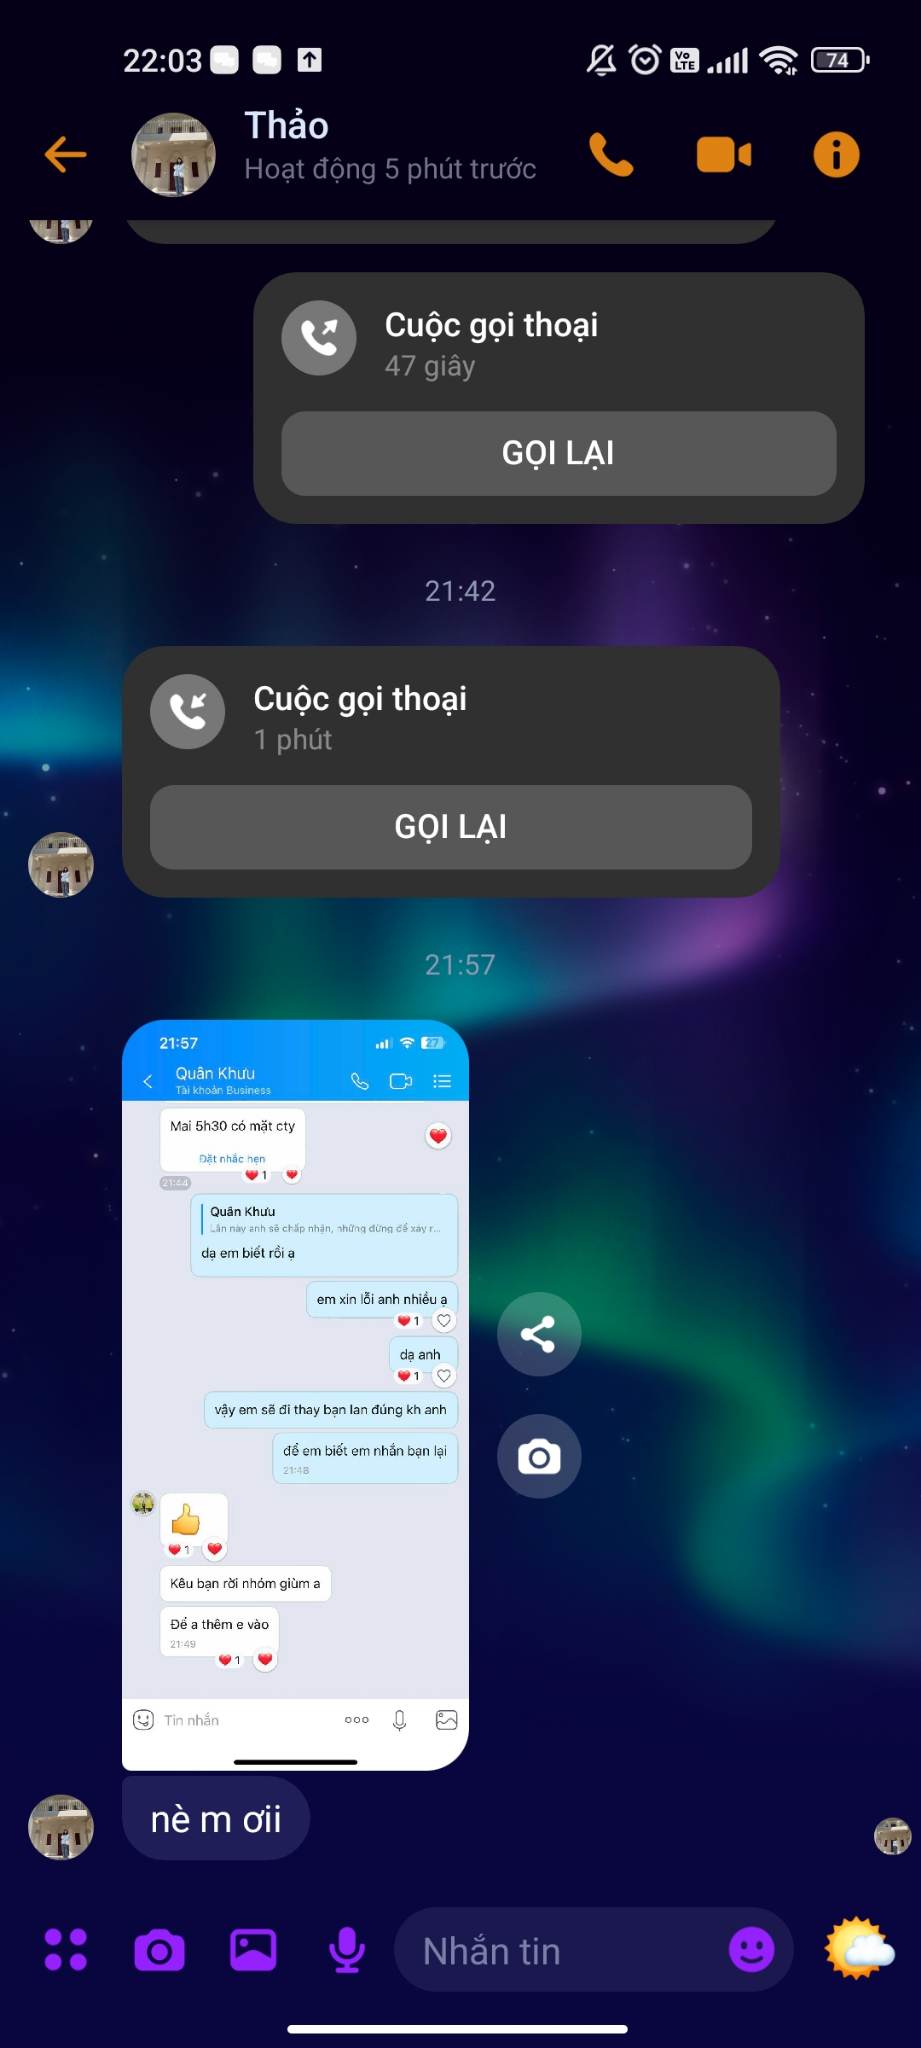 22:03
Vo
LTE
74
Thảo
Hoạt động 5 phút trước
Cuộc gọi thoại
47 giây
GỌI LẠI
21:42
Cuộc gọi thoại
1 phút
GỌI LẠI
21:57
21:57
27
Quân Khưu
Tài khoản Business
Mai 5h30 có mặt cty
Đặt nhắc hẹn
1
21:44
Quân Khưu
Lần này anh sẽ chấp nhận, những đừng để xảy r...
dạ em biết rồi ạ
em xin lỗi anh nhiều ạ
1
dạ anh
1
vậy em sẽ đi thay bạn lan đúng kh anh
để em biết em nhắn bạn lại
21:48
1
Kêu bạn rời nhóm giùm a
Để a thêm e vào
21:49
1
Tin nhắn
nè m ơii
Nhắn tin